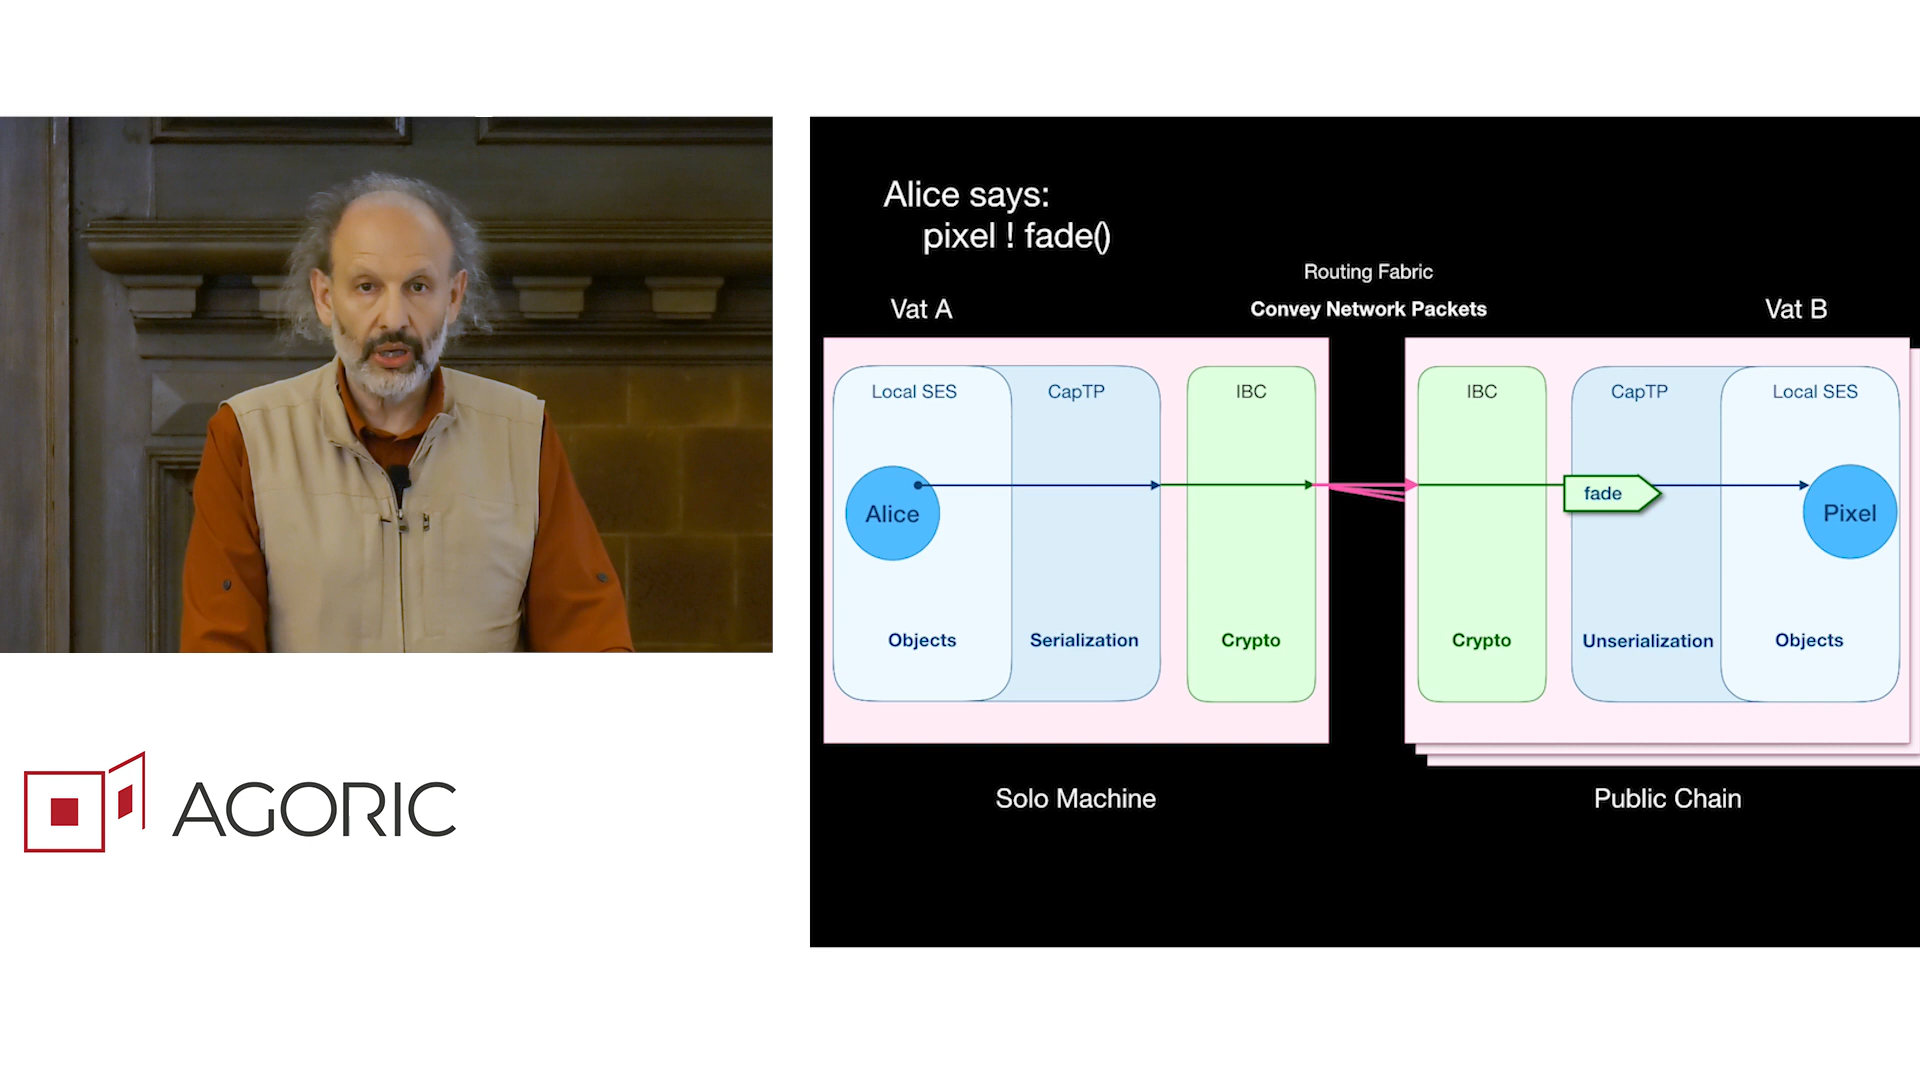 Alice says:
pixel ! fade()
Routing Fabric
Convey Network Packets
Vat A
Vat B
Local SES
CapTP
IBC
IBC
CapTP
Local SES
Alice
fade
Pixel
Objects
Serialization
Crypto
Crypto
Unserialization
Objects
Solo Machine
Public Chain
AGORIC